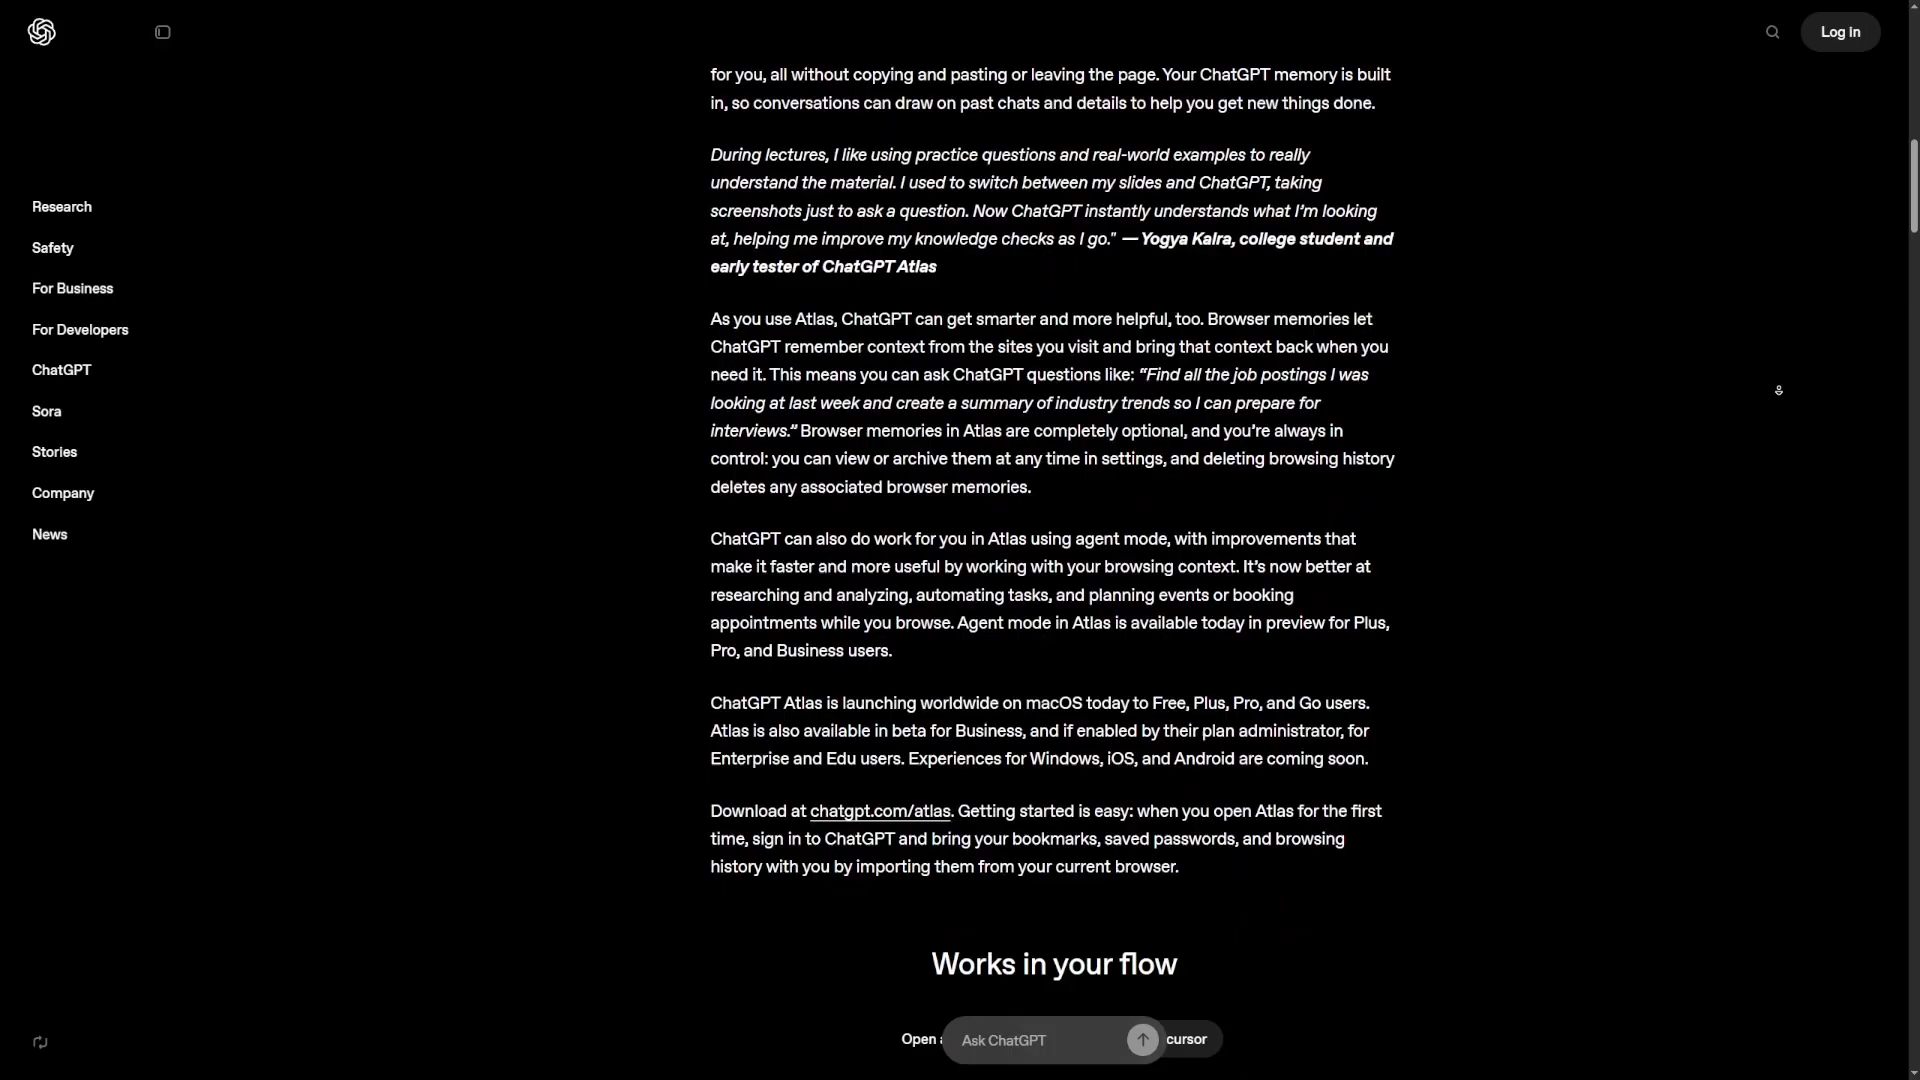 Log in
for you, all without copying and pasting or leaving the page. Your ChatGPT memory is built
in, so conversations can draw on past chats and details to help you get new things done.
During lectures, I like using practice questions and real-world examples to really
understand the material. I used to switch between my slides and ChatGPT, taking
screenshots just to ask a question. Now ChatGPT instantly understands what I’m looking
at, helping me improve my knowledge checks as I go." — Yogya Kalra, college student and
early tester of ChatGPT Atlas
As you use Atlas, ChatGPT can get smarter and more helpful, too. Browser memories let
ChatGPT remember context from the sites you visit and bring that context back when you
need it. This means you can ask ChatGPT questions like: “Find all the job postings I was
looking at last week and create a summary of industry trends so I can prepare for
interviews.” Browser memories in Atlas are completely optional, and you’re always in
control: you can view or archive them at any time in settings, and deleting browsing history
deletes any associated browser memories.
ChatGPT can also do work for you in Atlas using agent mode, with improvements that
make it faster and more useful by working with your browsing context. It’s now better at
researching and analyzing, automating tasks, and planning events or booking
appointments while you browse. Agent mode in Atlas is available today in preview for Plus,
Pro, and Business users.
ChatGPT Atlas is launching worldwide on macOS today to Free, Plus, Pro, and Go users.
Atlas is also available in beta for Business, and if enabled by their plan administrator, for
Enterprise and Edu users. Experiences for Windows, iOS, and Android are coming soon.
Download at chatgpt.com/atlas. Getting started is easy: when you open Atlas for the first
time, sign in to ChatGPT and bring your bookmarks, saved passwords, and browsing
history with you by importing them from your current browser.
Works in your flow
Open
Ask ChatGPT
cursor
Research
Safety
For Business
For Developers
ChatGPT
Sora
Stories
Company
News